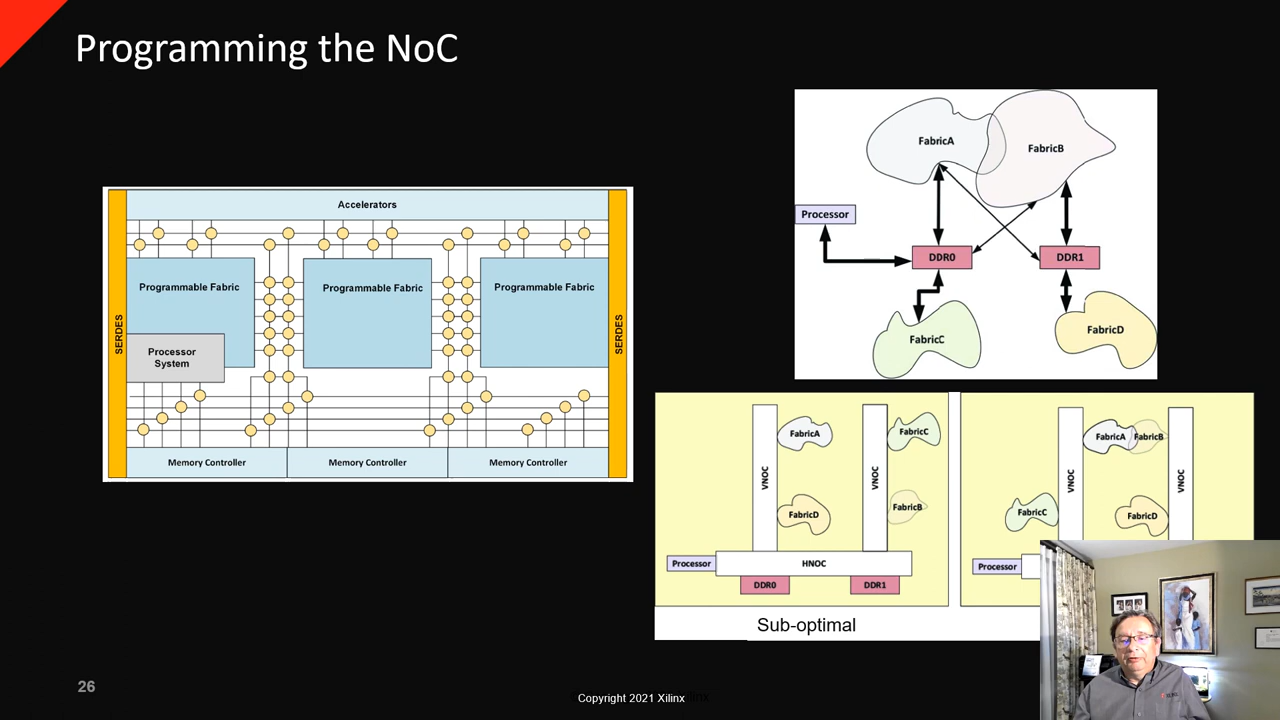 Programming the NoC
Accelerators
Programmable Fabric
Programmable Fabric
Programmable Fabric
SERDES
SERDES
Processor
System
Memory Controller
Memory Controller
Memory Controller
FabricA
FabricB
Processor
DDR0
DDR1
FabricC
FabricD
VNOC
FabricA
VNOC
FabricC
FabricD
FabricB
Processor
HNOC
DDR0
DDR1
Sub-optimal
VNOC
FabricA
FabricB
VNOC
FabricC
FabricD
Processor
26
Copyright 2021 Xilinx